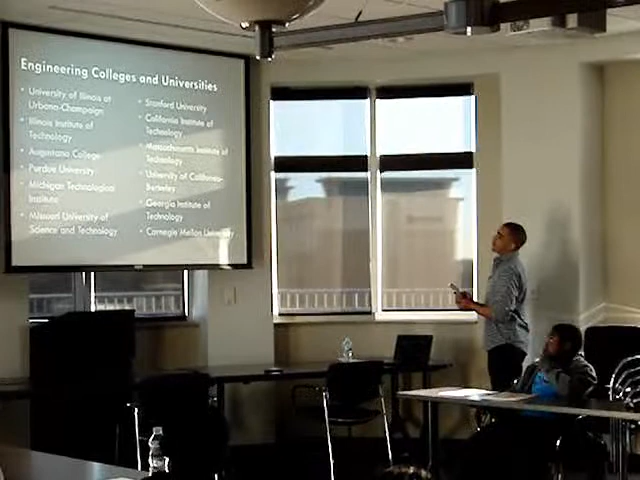 Engineering Colleges and Universities
• University of Illinois at
Urbana-Champaign
• Illinois Institute of
Technology
• Augustana College
• Purdue University
• Michigan Technological
Institute
• Missouri University of
Science and Technology
• Stanford University
• California Institute of
Technology
• Massachusetts Institute of
Technology
• University of California-
Berkeley
• Georgia Institute of
Technology
• Carnegie Mellon University